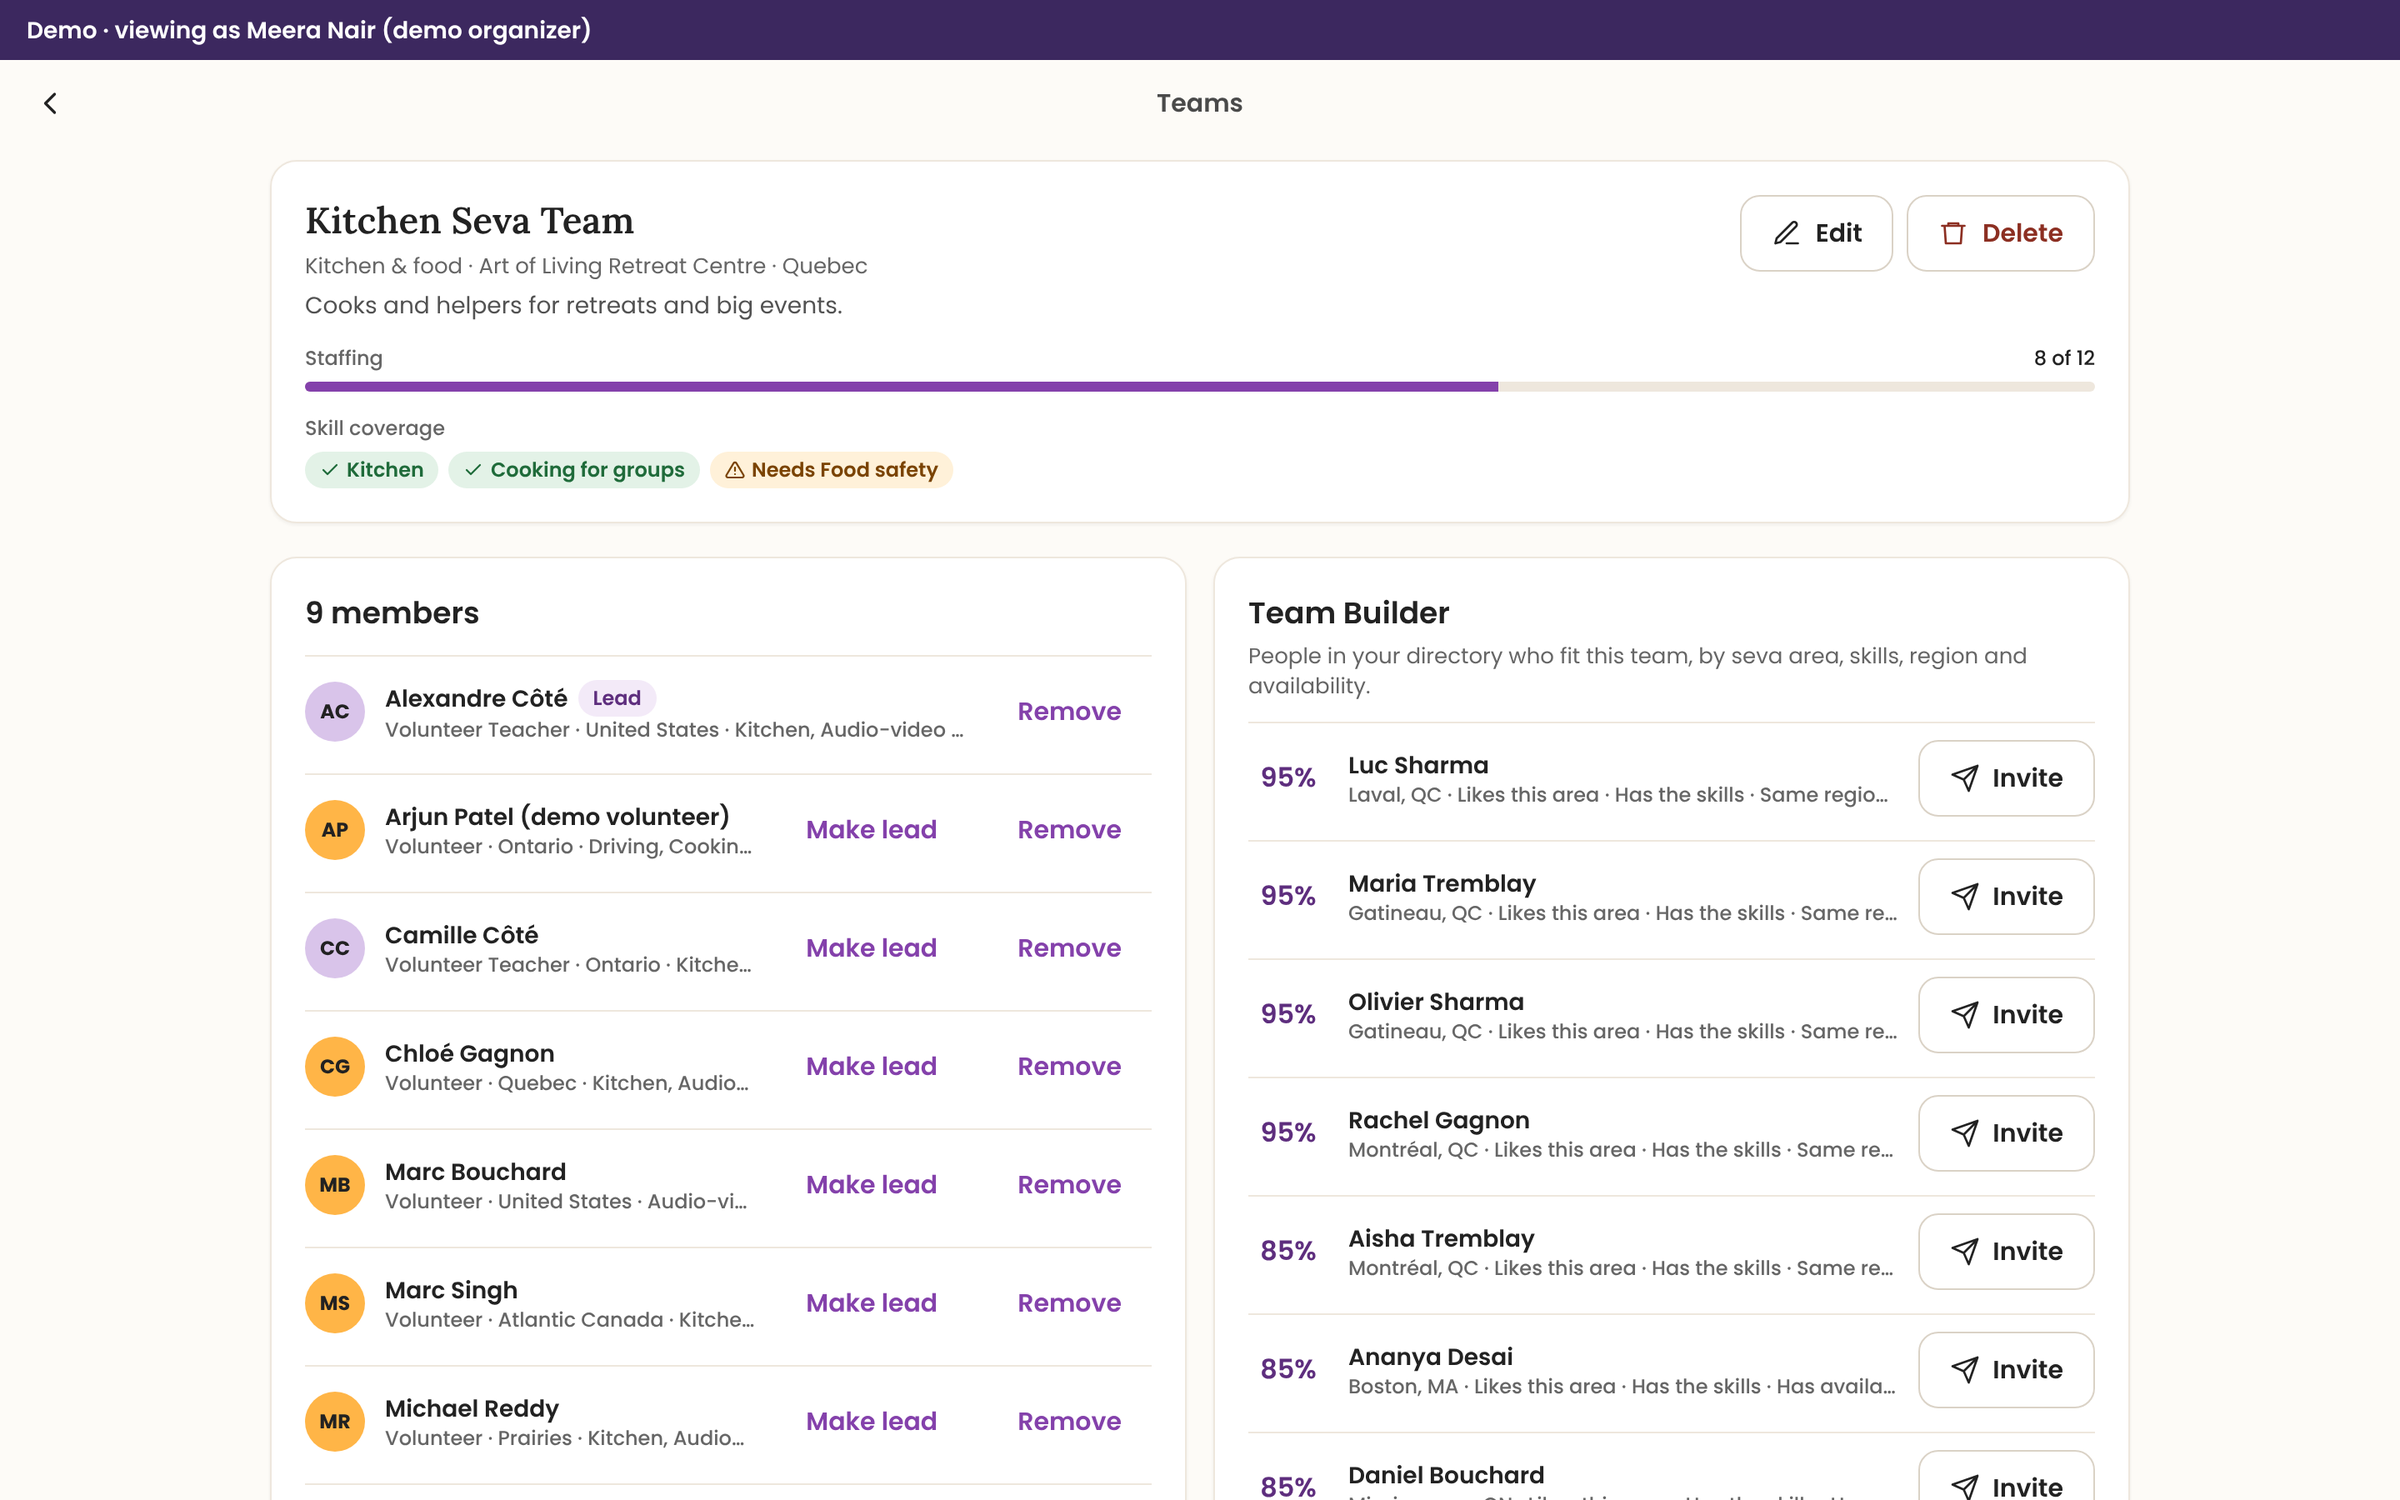 Demo · viewing as Meera Nair (demo organizer)
Teams
Kitchen Seva Team
Kitchen & food · Art of Living Retreat Centre · Quebec
Cooks and helpers for retreats and big events.
Edit
Delete
Staffing
8 of 12
Skill coverage
Kitchen
Cooking for groups
Needs Food safety
9 members
AC
Alexandre Côté Lead
Volunteer Teacher · United States · Kitchen, Audio-video ...
Remove
AP
Arjun Patel (demo volunteer)
Volunteer · Ontario · Driving, Cookin...
Make lead
Remove
CC
Camille Côté
Volunteer Teacher · Ontario · Kitche...
Make lead
Remove
CG
Chloé Gagnon
Volunteer · Quebec · Kitchen, Audio...
Make lead
Remove
MB
Marc Bouchard
Volunteer · United States · Audio-vi...
Make lead
Remove
MS
Marc Singh
Volunteer · Atlantic Canada · Kitche...
Make lead
Remove
MR
Michael Reddy
Volunteer · Prairies · Kitchen, Audio...
Make lead
Remove
Team Builder
People in your directory who fit this team, by seva area, skills, region and
availability.
95%
Luc Sharma
Laval, QC · Likes this area · Has the skills · Same regio...
Invite
95%
Maria Tremblay
Gatineau, QC · Likes this area · Has the skills · Same re...
Invite
95%
Olivier Sharma
Gatineau, QC · Likes this area · Has the skills · Same re...
Invite
95%
Rachel Gagnon
Montréal, QC · Likes this area · Has the skills · Same re...
Invite
85%
Aisha Tremblay
Montréal, QC · Likes this area · Has the skills · Same re...
Invite
85%
Ananya Desai
Boston, MA · Likes this area · Has the skills · Has availa...
Invite
85%
Daniel Bouchard
Invite